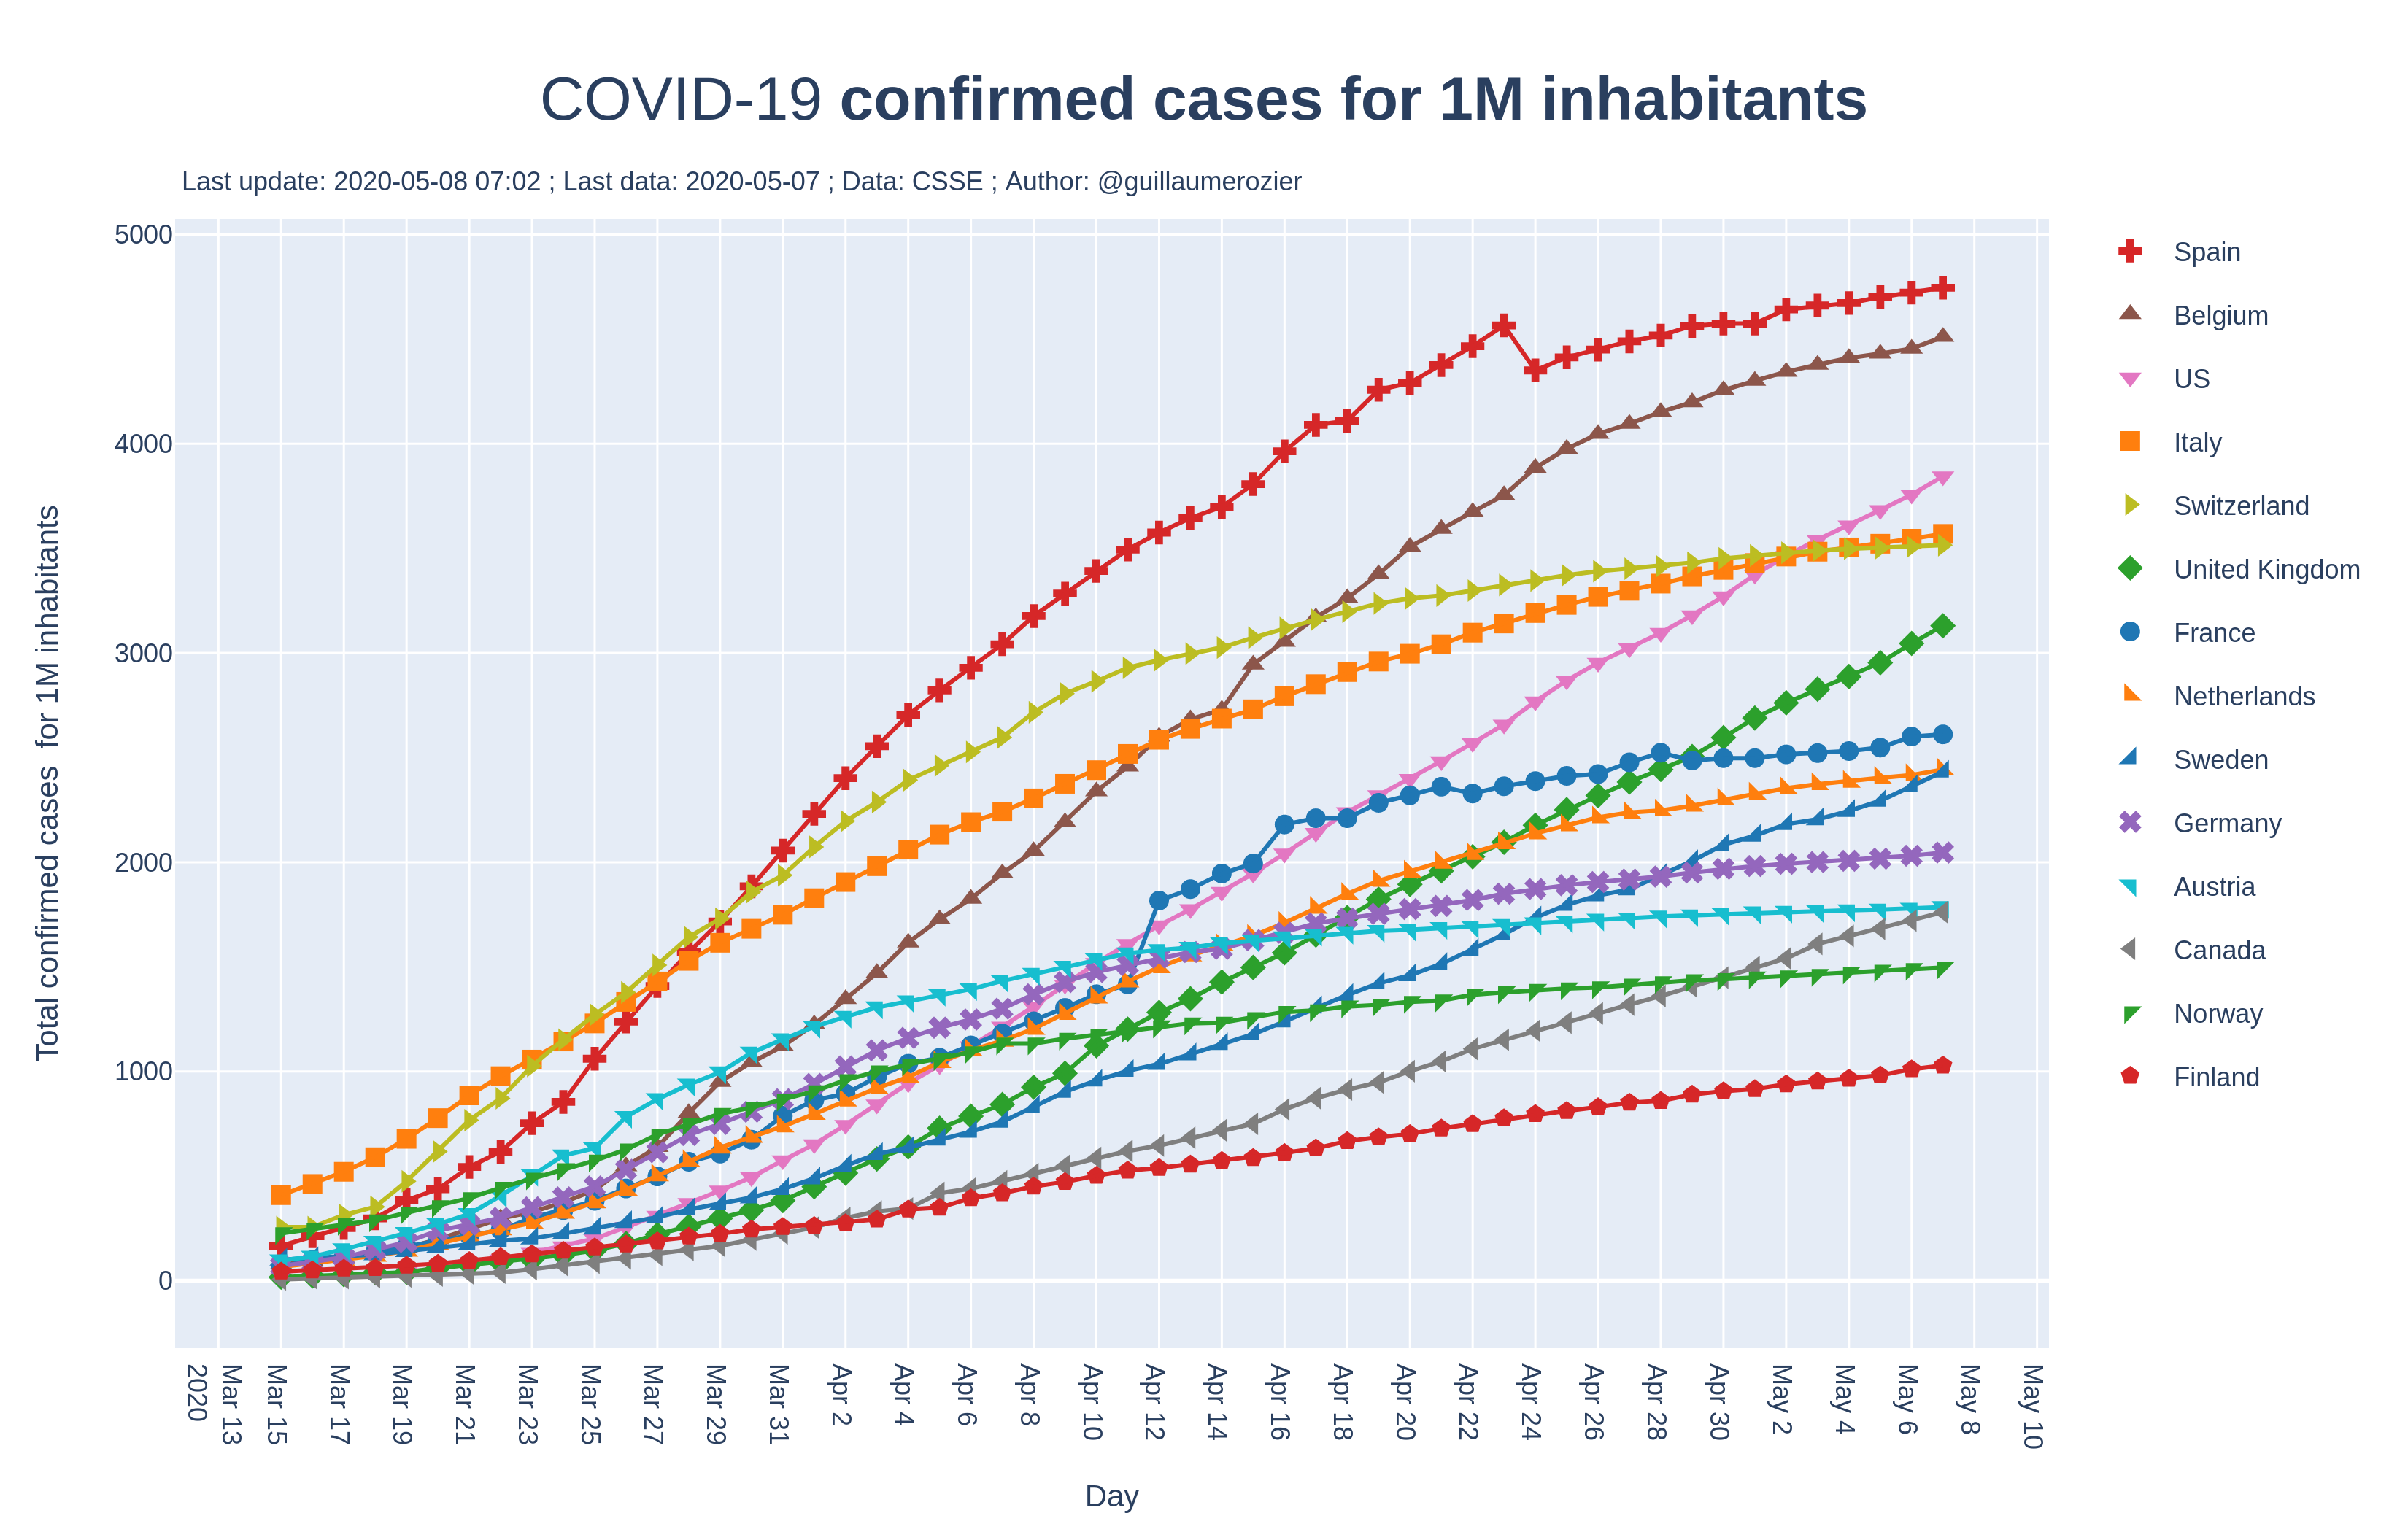 COVID-19 confirmed cases for 1M inhabitants
Last update: 2020-05-08 07:02 ; Last data: 2020-05-07 ; Data: CSSE ; Author: @guillaumerozier
Total confirmed cases  for 1M inhabitants
5000
4000
3000
2000
1000
0
Mar 13
2020
Mar 15
Mar 17
Mar 19
Mar 21
Mar 23
Mar 25
Mar 27
Mar 29
Mar 31
Apr 2
Apr 4
Apr 6
Apr 8
Apr 10
Apr 12
Apr 14
Apr 16
Apr 18
Apr 20
Apr 22
Apr 24
Apr 26
Apr 28
Apr 30
May 2
May 4
May 6
May 8
May 10
Day
Spain
Belgium
US
Italy
Switzerland
United Kingdom
France
Netherlands
Sweden
Germany
Austria
Canada
Norway
Finland